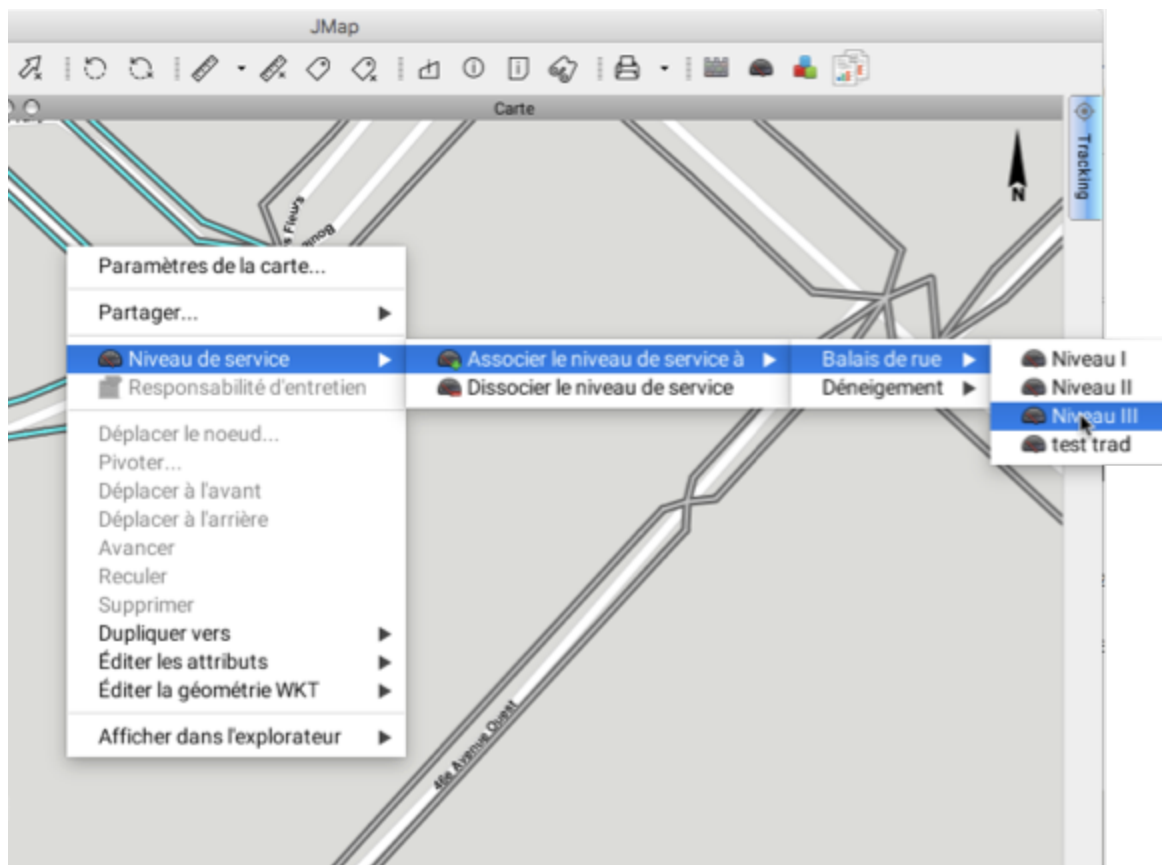 JMap
Carte
Tracking
s Fleurs
N
Paramètres de la carte...
Partager...
Niveau de service
Responsabilité d'entretien
Associer le niveau de service à
Dissocier le niveau de service
Balais de rue
Déneigement
Niveau I
Niveau II
Niveau III
test trad
Déplacer le noeud...
Pivoter...
Déplacer à l'avant
Déplacer à l'arrière
Avancer
Reculer
Supprimer
Dupliquer vers
Éditer les attributs
Éditer la géométrie WKT
Afficher dans l'explorateur
46e Avenue Ouest